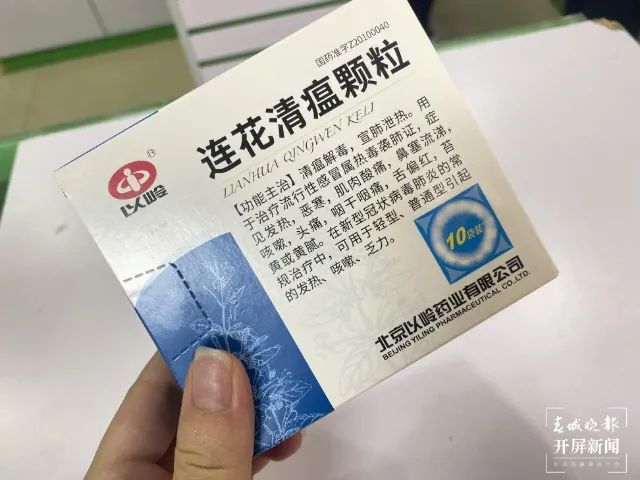 国药准字Z20100040
连花清瘟颗粒
LIANHUA QINGWEN KELI
®
以岭
【功能主治】清瘟解毒，宣肺泄热。用
于治疗流行性感冒属热毒袭肺证，症
见发热，恶寒，肌肉酸痛，鼻塞流涕，
咳嗽，头痛，咽干咽痛，舌偏红，苔
黄或黄腻。在新型冠状病毒肺炎的常
规治疗中，可用于轻型、普通型引起
的发热、咳嗽、乏力。
10袋装
北京以岭药业有限公司
BEIJING YILING PHARMACEUTICAL CO.,LTD.
春城晚报
开屏新闻